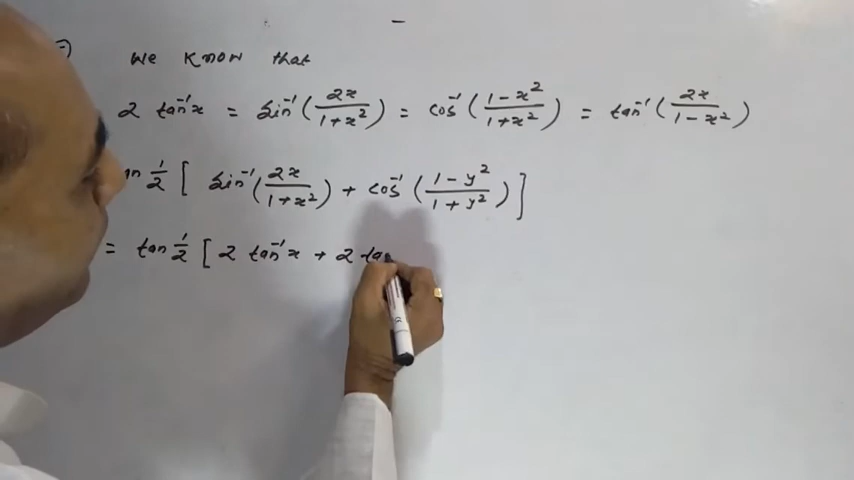 We know that
2 tan⁻¹x = sin⁻¹(2x/(1+x²)) = cos⁻¹((1-x²)/(1+x²)) = tan⁻¹(2x/(1-x²))
an 1/2 [ sin⁻¹(2x/(1+x²)) + cos⁻¹((1-y²)/(1+y²)) ]
= tan 1/2 [ 2 tan⁻¹x + 2 ta